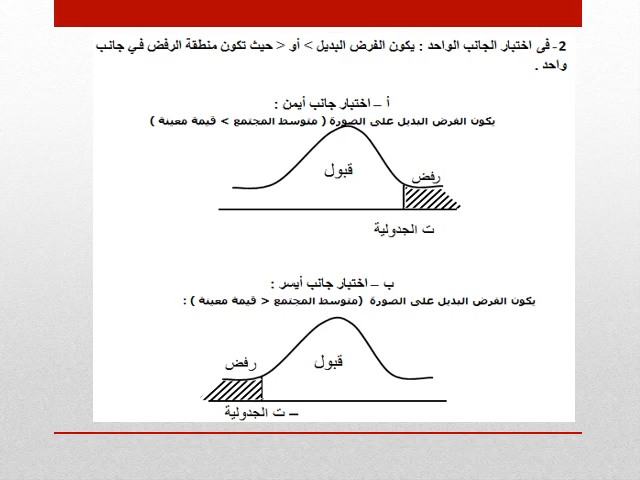 2- فى اختبار الجانب الواحد : يكون الفرض البديل > أو < حيث تكون منطقة الرفض في جانب
واحد .
أ – اختبار جانب أيمن :
يكون الفرض البديل على الصورة ( متوسط المجتمع > قيمة معينة )
قبول
رفض
ت الجدولية
ب – اختبار جانب أيسر :
يكون الفرض البديل على الصورة (متوسط المجتمع < قيمة معينة ) :
رفض
قبول
– ت الجدولية